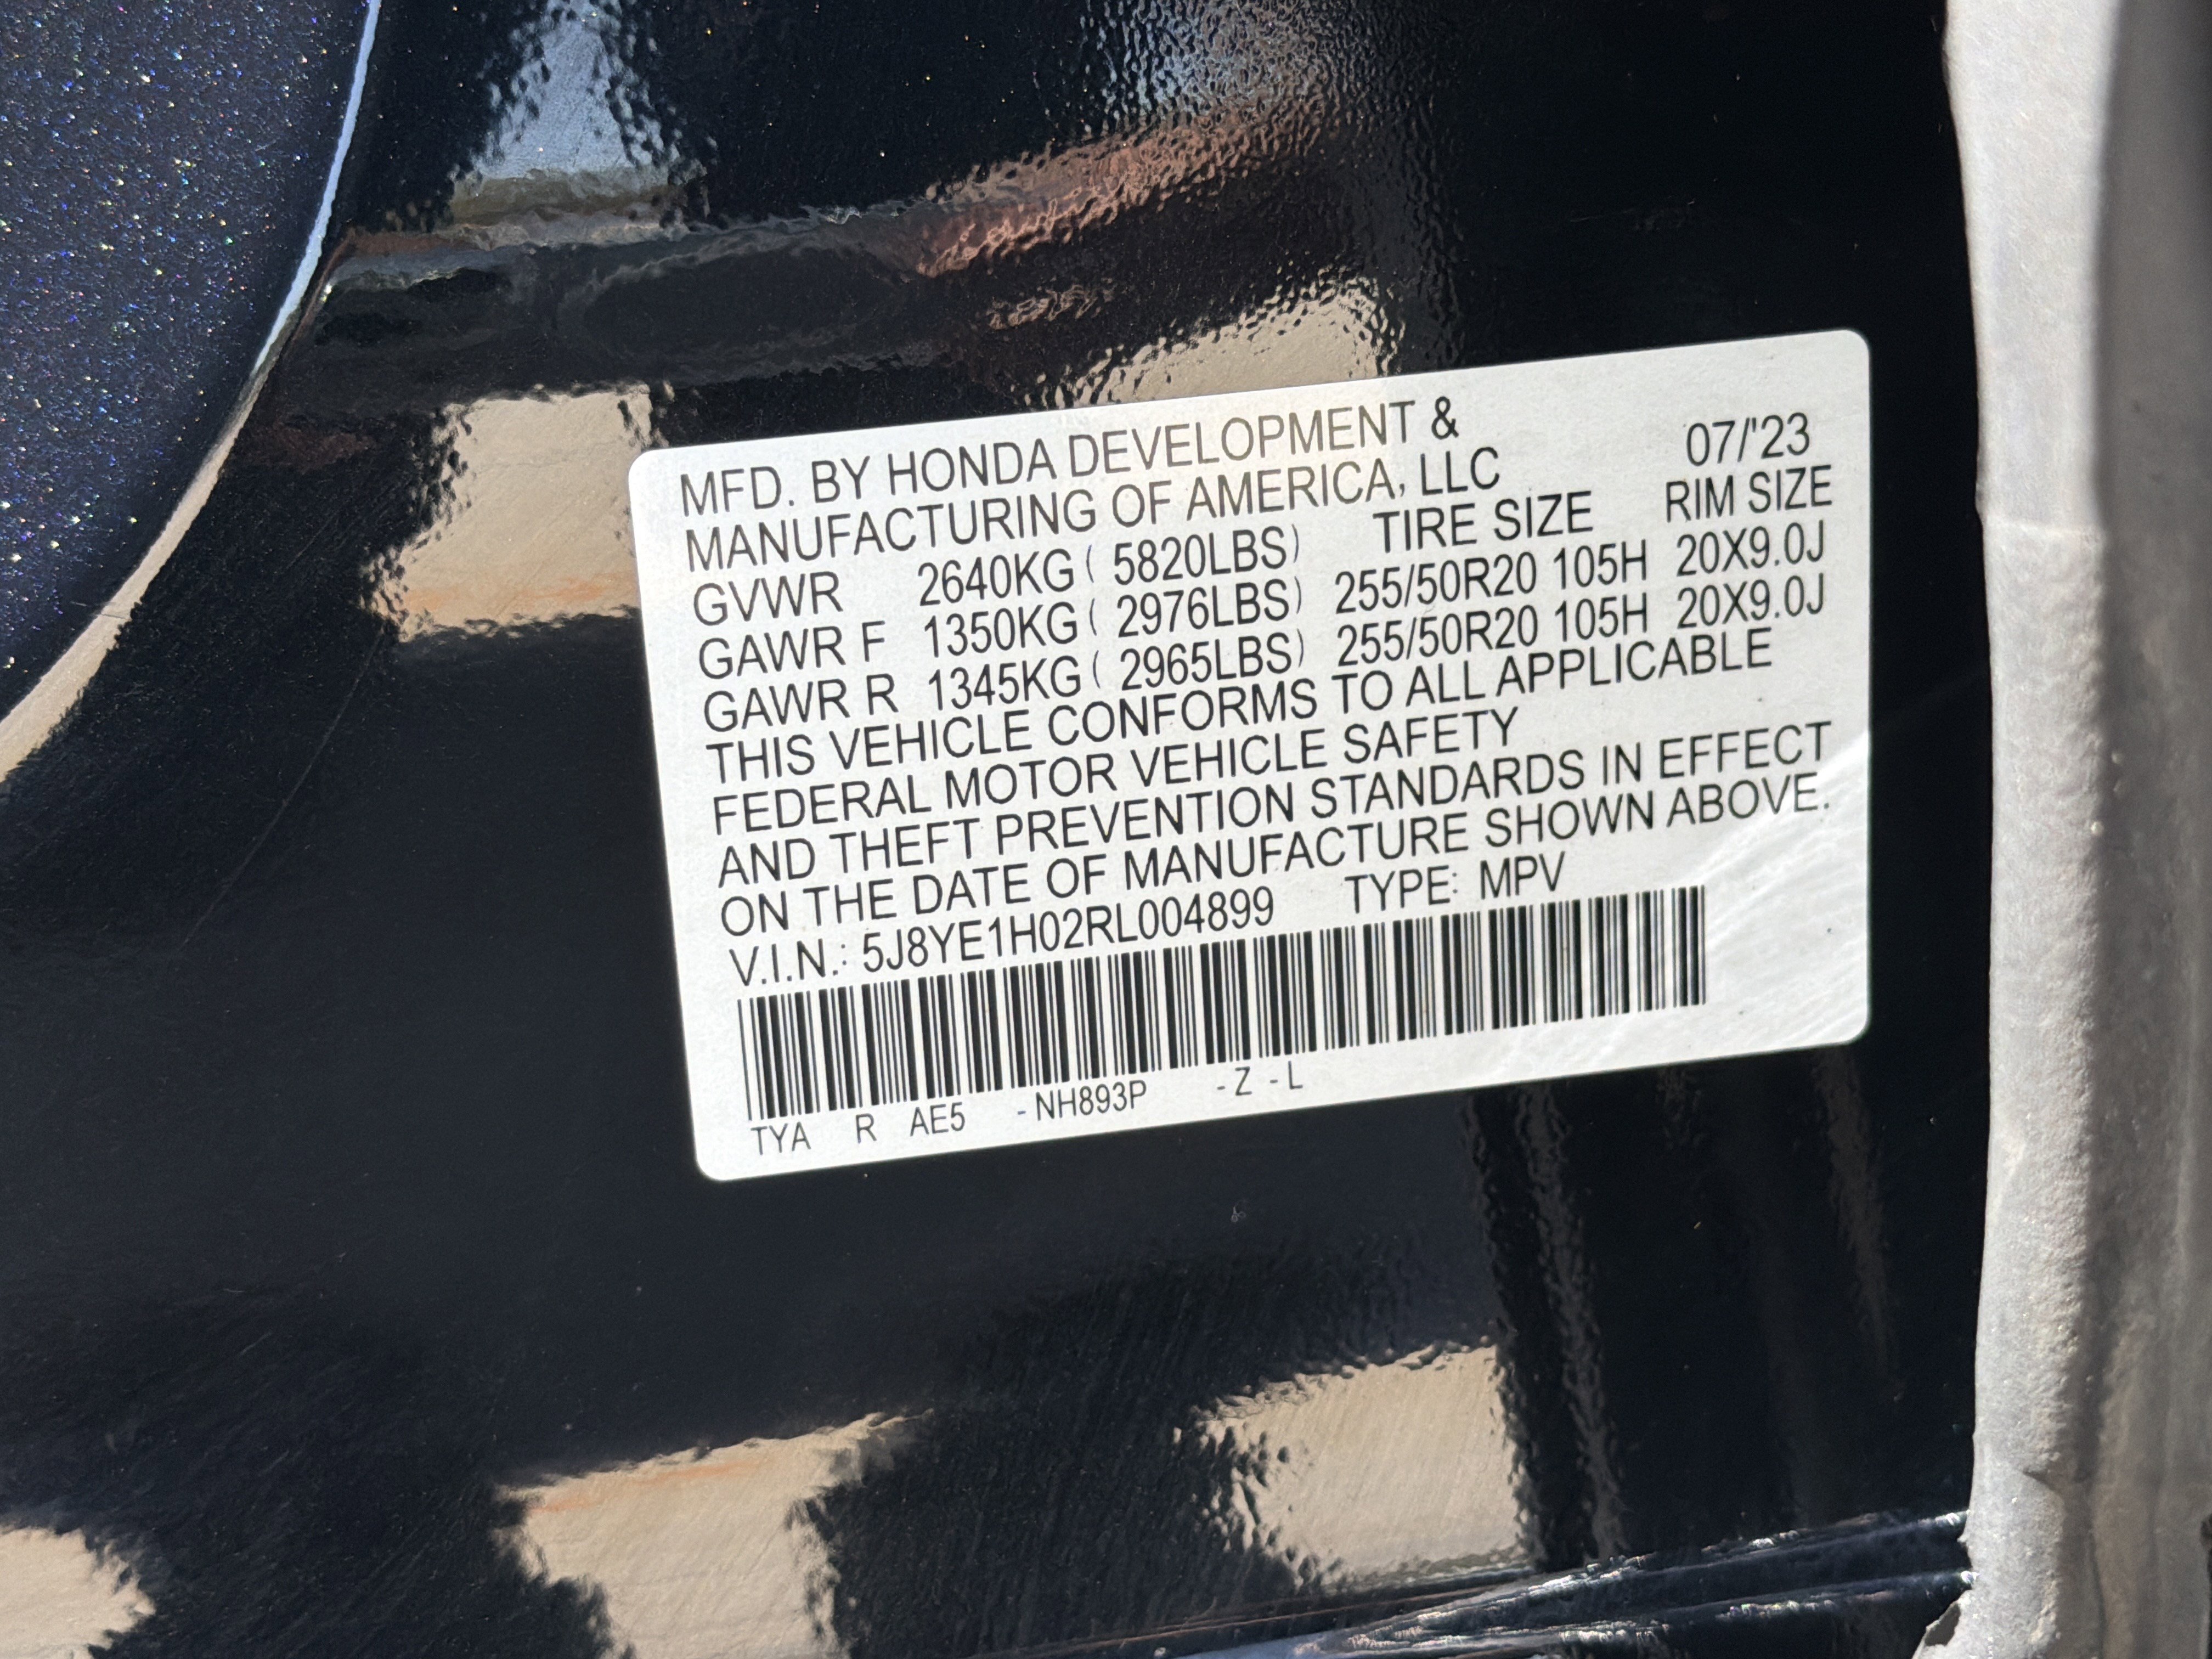 MFD. BY HONDA DEVELOPMENT &
MANUFACTURING OF AMERICA, LLC 07/'23
GVWR 2640KG ( 5820LBS) TIRE SIZE RIM SIZE
GAWR F 1350KG ( 2976LBS) 255/50R20 105H 20X9.0J
GAWR R 1345KG ( 2965LBS) 255/50R20 105H 20X9.0J
THIS VEHICLE CONFORMS TO ALL APPLICABLE
FEDERAL MOTOR VEHICLE SAFETY
AND THEFT PREVENTION STANDARDS IN EFFECT
ON THE DATE OF MANUFACTURE SHOWN ABOVE.
V.I.N.: 5J8YE1H02RL004899 TYPE: MPV
TYA R AE5 - NH893P - Z - L